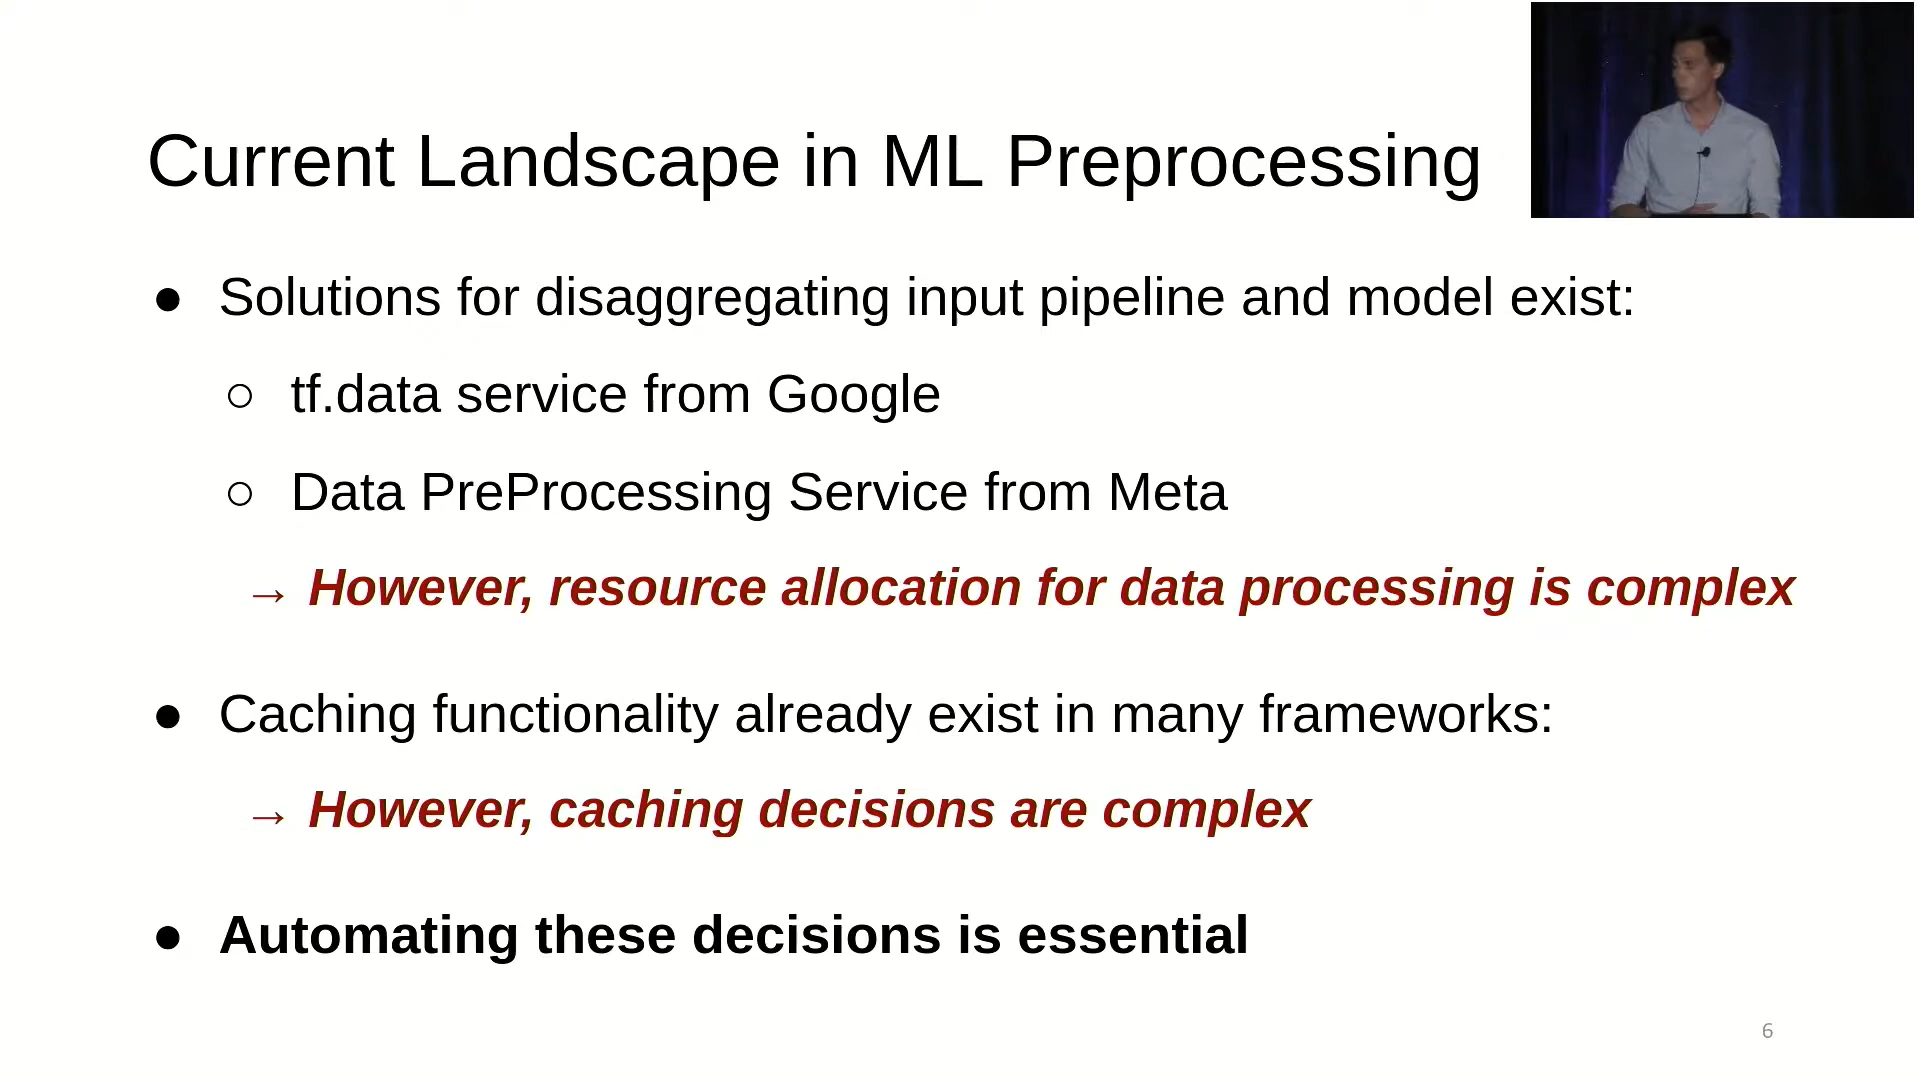 Current Landscape in ML Preprocessing
● Solutions for disaggregating input pipeline and model exist:
○ tf.data service from Google
○ Data PreProcessing Service from Meta
→ However, resource allocation for data processing is complex
● Caching functionality already exist in many frameworks:
→ However, caching decisions are complex
● Automating these decisions is essential
6